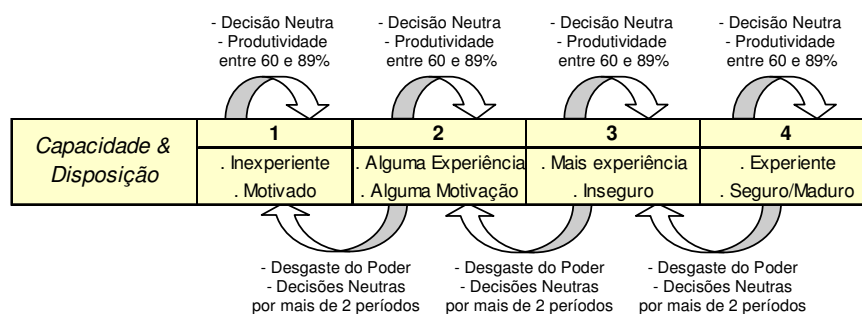 - Decisão Neutra
- Produtividade
entre 60 e 89%
- Decisão Neutra
- Produtividade
entre 60 e 89%
- Decisão Neutra
- Produtividade
entre 60 e 89%
- Decisão Neutra
- Produtividade
entre 60 e 89%
Capacidade &
Disposição
1
. Inexperiente
. Motivado
2
. Alguma Experiência
. Alguma Motivação
3
. Mais experiência
. Inseguro
4
. Experiente
. Seguro/Maduro
- Desgaste do Poder
- Decisões Neutras
por mais de 2 períodos
- Desgaste do Poder
- Decisões Neutras
por mais de 2 períodos
- Desgaste do Poder
- Decisões Neutras
por mais de 2 períodos